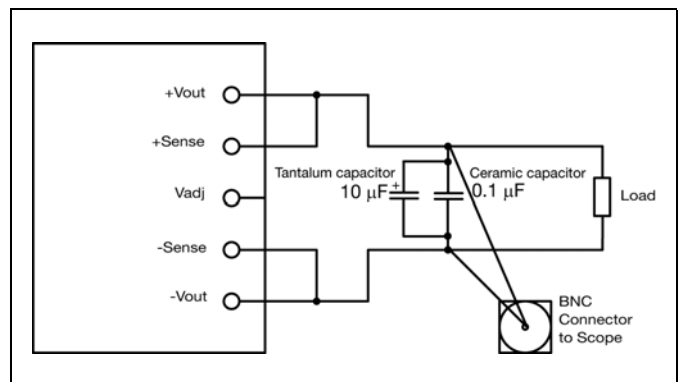 +Vout
+Sense
Tantalum capacitor
10 μF+
Ceramic capacitor
0.1 μF
Vadj
Load
-Sense
-Vout
BNC
Connector
to Scope